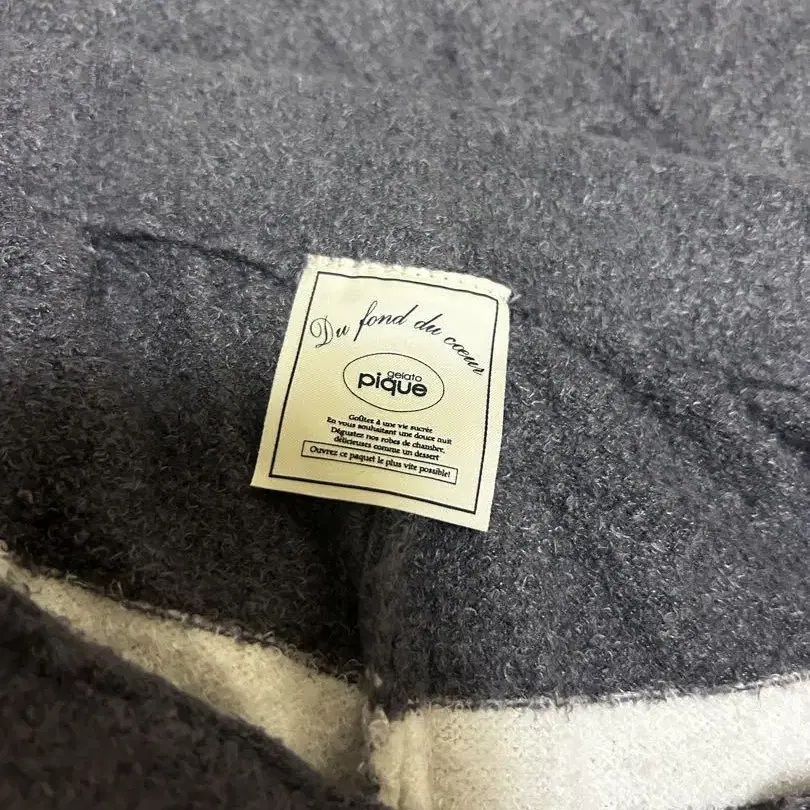 Du fond du cœur
gelato
pique
Goûtez à une vie sucrée
En vous souhaitant une douce nuit
Dégustez nos robes de chambre,
délicieuses comme un dessert
Ouvrez ce paquet le plus vite possible!